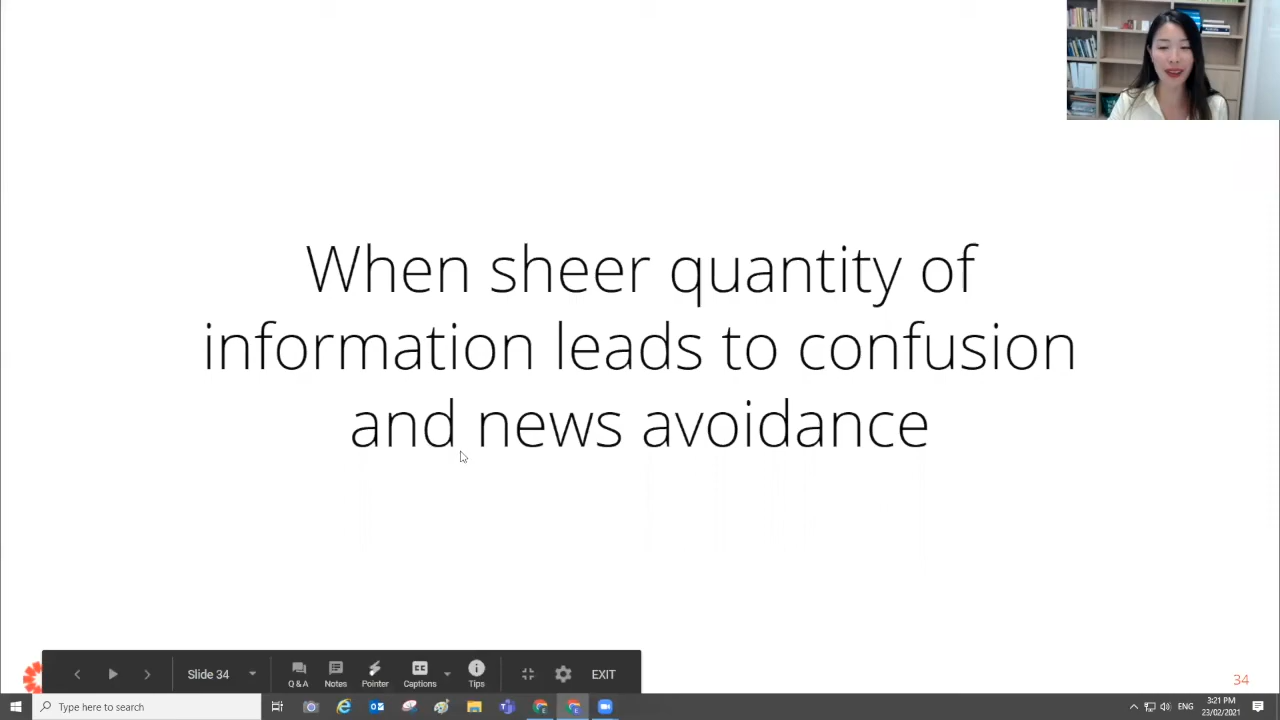 When sheer quantity of
information leads to confusion
and news avoidance
Slide 34
Q & A
Notes
Pointer
Captions
Tips
EXIT
34
Type here to search
ENG
3:21 PM
23/02/2021